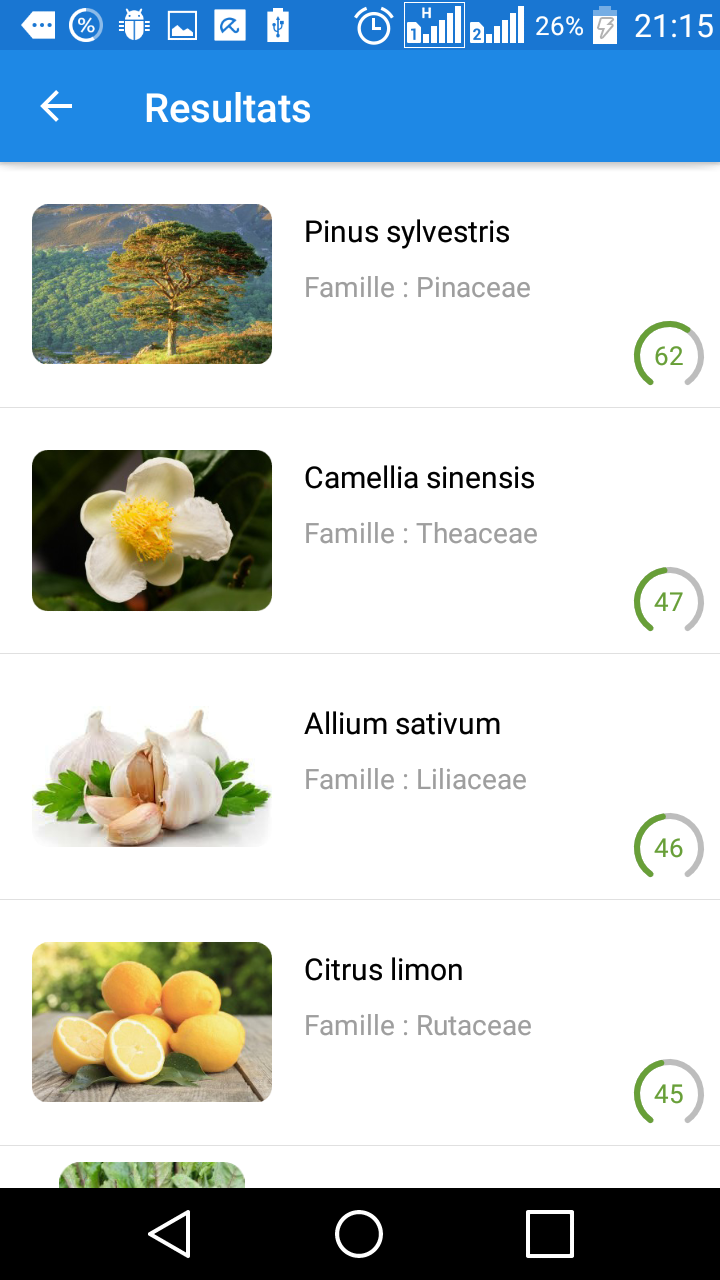 % H 1 2 26% 21:15
Resultats
Pinus sylvestris
Famille : Pinaceae
62
Camellia sinensis
Famille : Theaceae
47
Allium sativum
Famille : Liliaceae
46
Citrus limon
Famille : Rutaceae
45